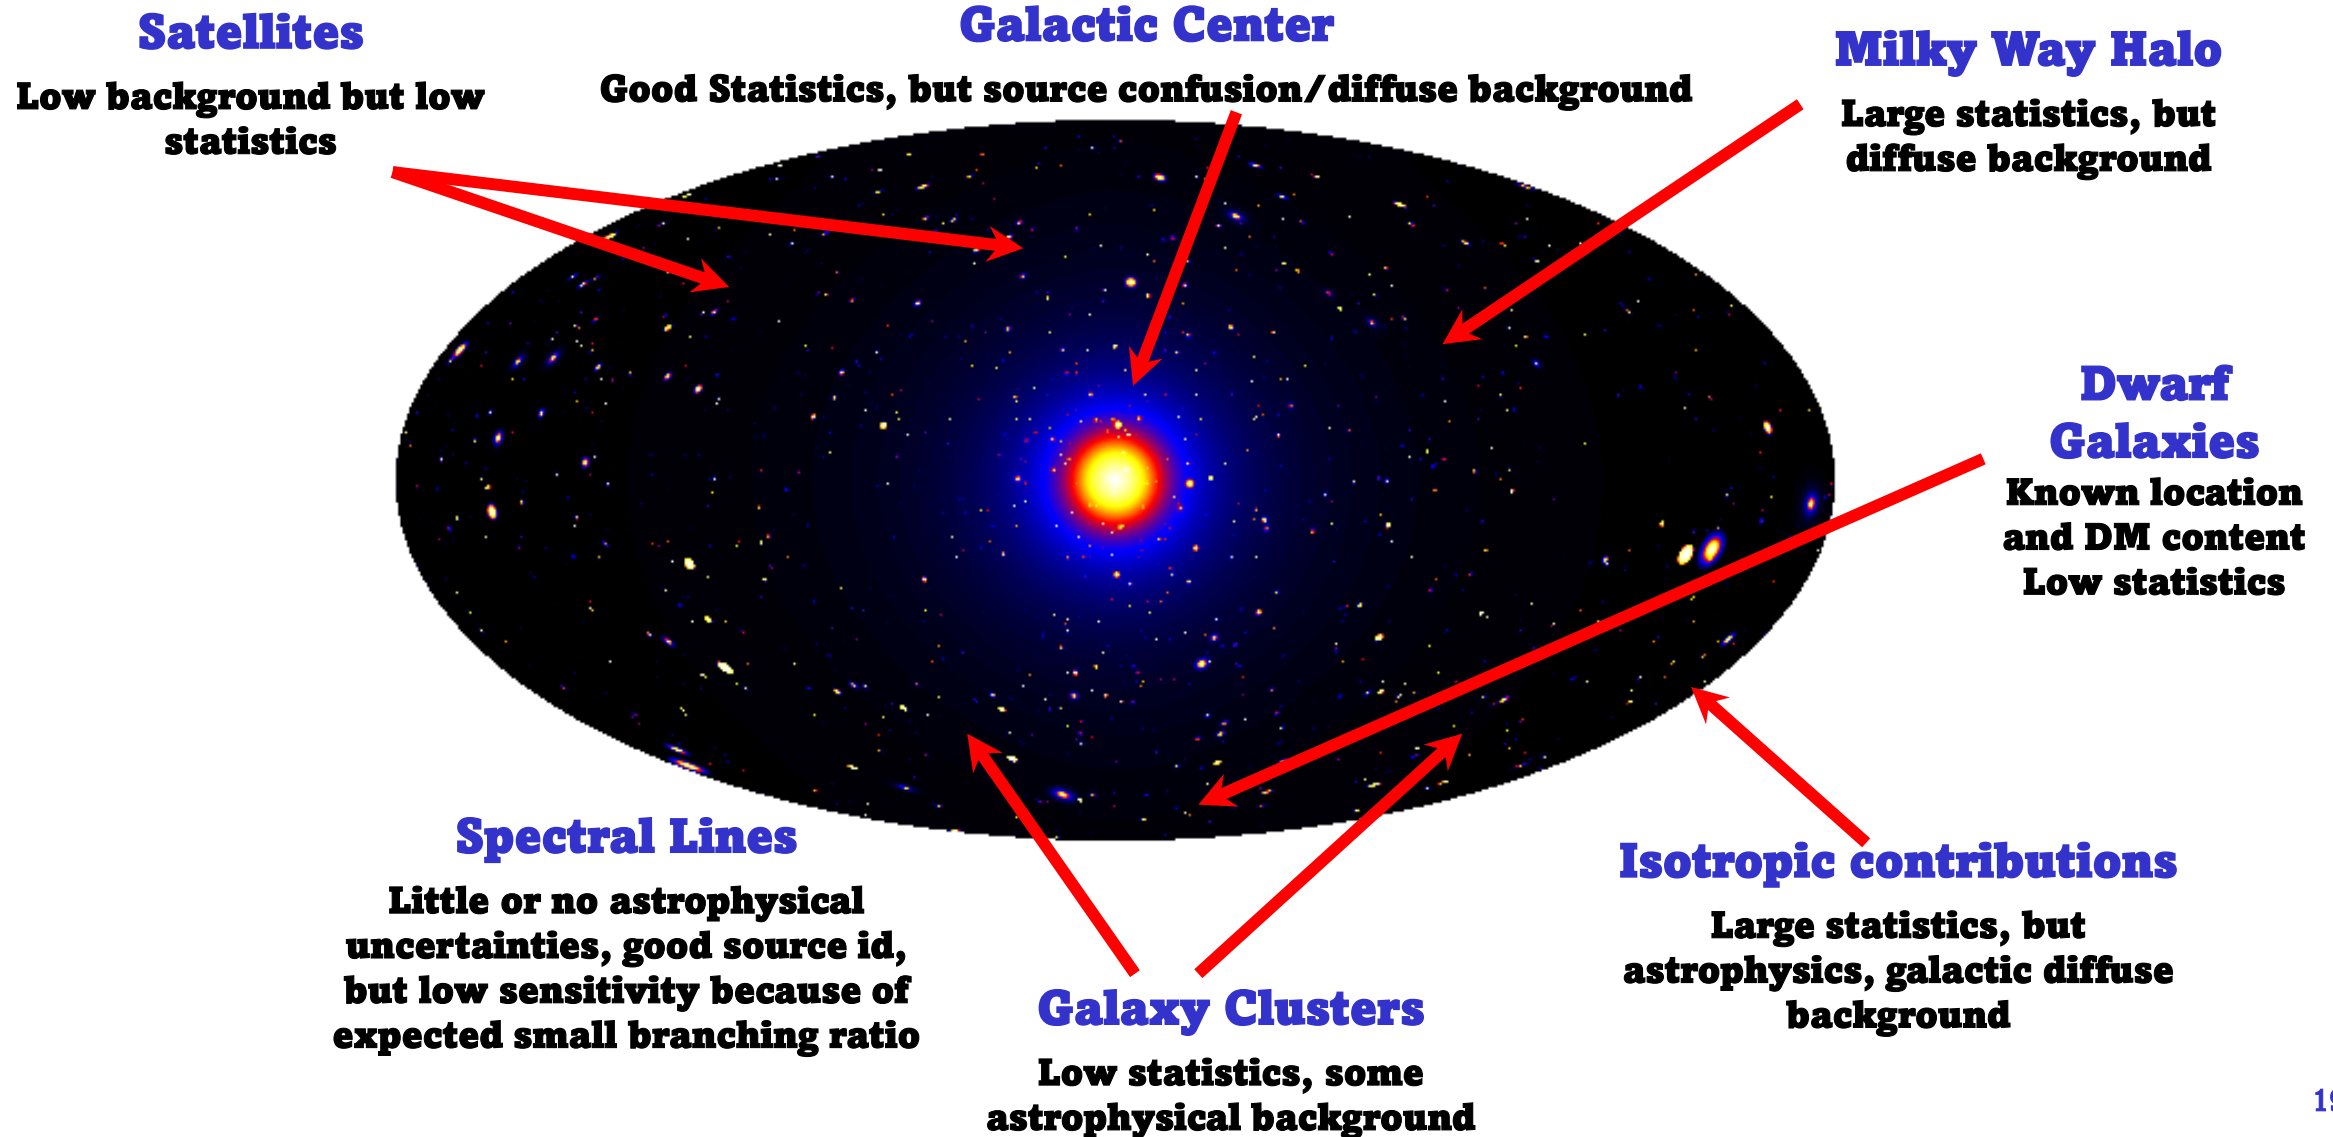 Satellites
Low background but low
statistics
Galactic Center
Good Statistics, but source confusion/diffuse background
Milky Way Halo
Large statistics, but
diffuse background
Dwarf
Galaxies
Known location
and DM content
Low statistics
Spectral Lines
Little or no astrophysical
uncertainties, good source id,
but low sensitivity because of
expected small branching ratio
Galaxy Clusters
Low statistics, some
astrophysical background
Isotropic contributions
Large statistics, but
astrophysics, galactic diffuse
background
19